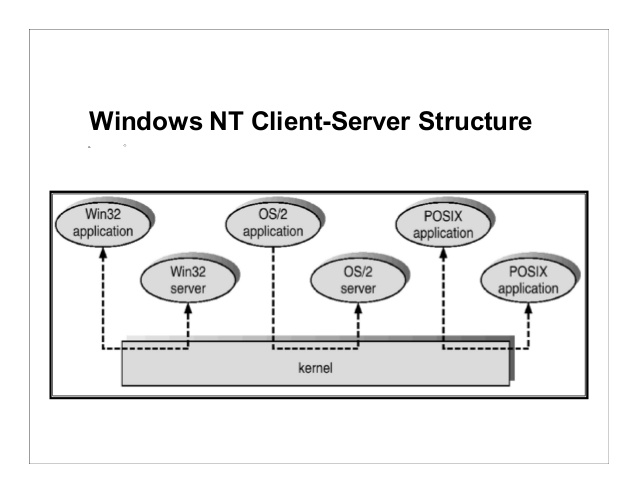 Windows NT Client-Server Structure
Win32
application
OS/2
application
POSIX
application
Win32
server
OS/2
server
POSIX
application
kernel